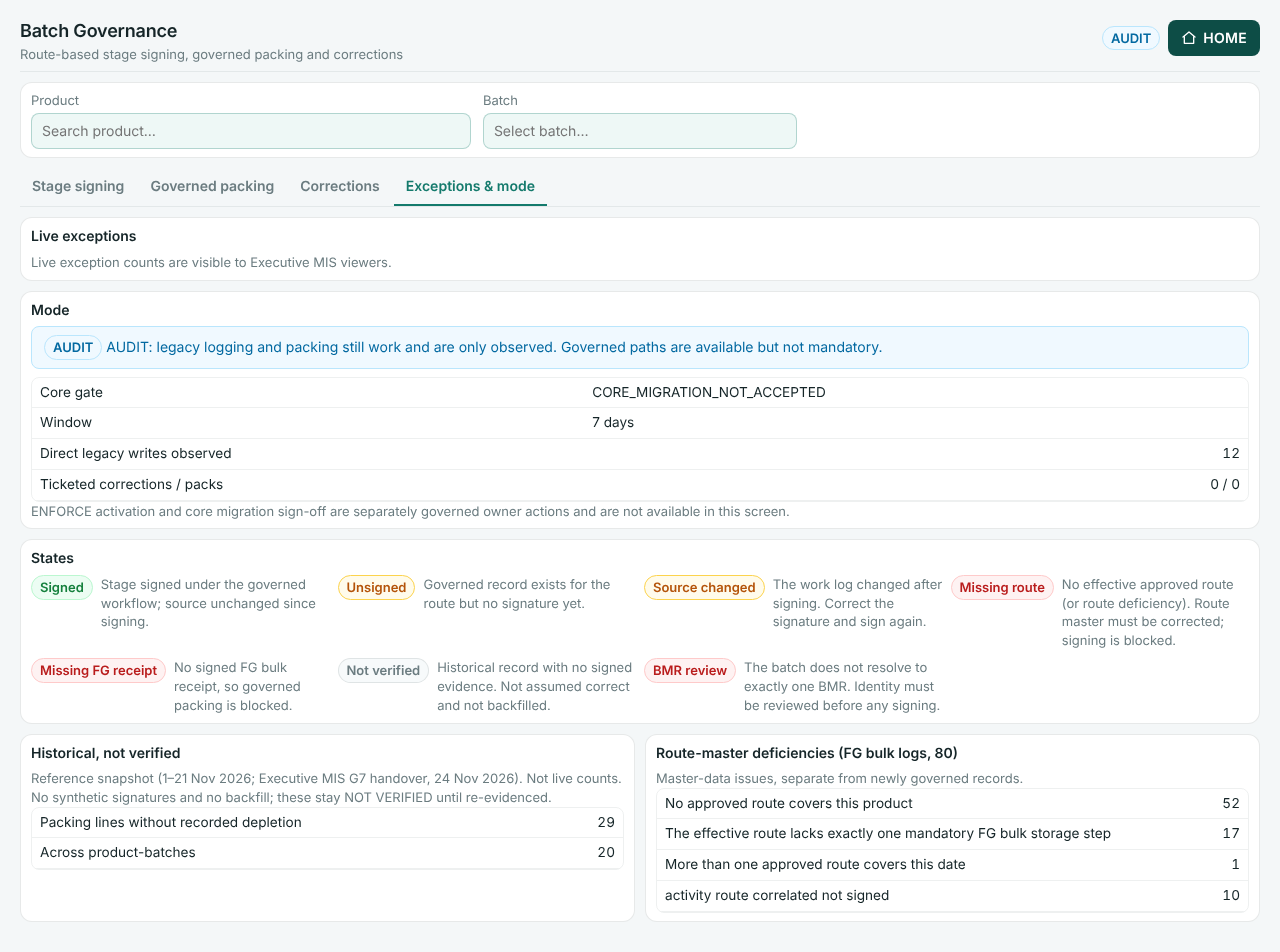 Batch Governance
Route-based stage signing, governed packing and corrections
AUDIT
HOME
Product
Batch
Search product...
Select batch...
Stage signing
Governed packing
Corrections
Exceptions & mode
Live exceptions
Live exception counts are visible to Executive MIS viewers.
Mode
AUDIT AUDIT: legacy logging and packing still work and are only observed. Governed paths are available but not mandatory.
Core gate CORE_MIGRATION_NOT_ACCEPTED
Window 7 days
Direct legacy writes observed 12
Ticketed corrections / packs 0 / 0
ENFORCE activation and core migration sign-off are separately governed owner actions and are not available in this screen.
States
Signed
Stage signed under the governed
workflow; source unchanged since
signing.
Unsigned
Governed record exists for the
route but no signature yet.
Source changed
The work log changed after
signing. Correct the
signature and sign again.
Missing route
No effective approved route
(or route deficiency). Route
master must be corrected;
signing is blocked.
Missing FG receipt
No signed FG bulk
receipt, so governed
packing is blocked.
Not verified
Historical record with no signed
evidence. Not assumed correct
and not backfilled.
BMR review
The batch does not resolve to
exactly one BMR. Identity must
be reviewed before any signing.
Historical, not verified
Reference snapshot (1–21 Nov 2026; Executive MIS G7 handover, 24 Nov 2026). Not live counts.
No synthetic signatures and no backfill; these stay NOT VERIFIED until re-evidenced.
Packing lines without recorded depletion 29
Across product-batches 20
Route-master deficiencies (FG bulk logs, 80)
Master-data issues, separate from newly governed records.
No approved route covers this product 52
The effective route lacks exactly one mandatory FG bulk storage step 17
More than one approved route covers this date 1
activity route correlated not signed 10